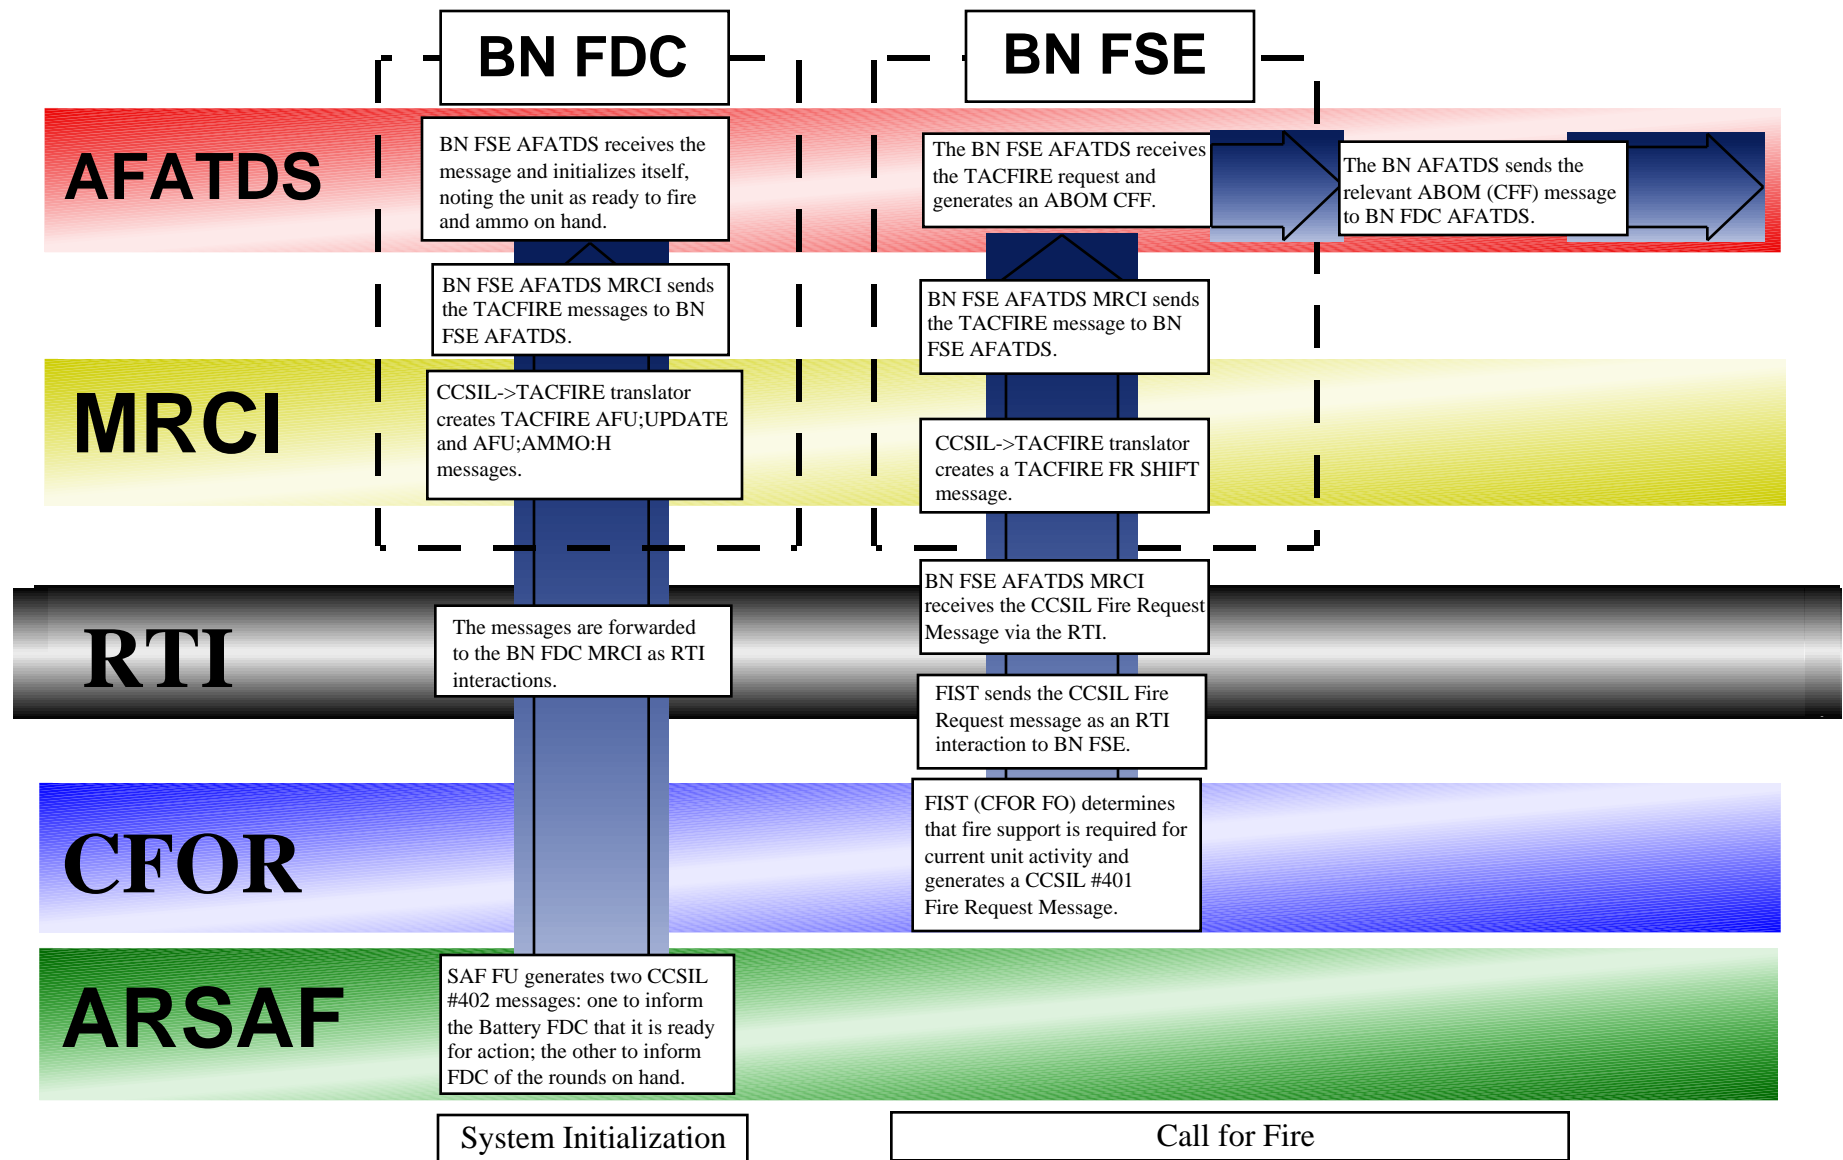 BN FDC
BN FSE
AFATDS
BN FSE AFATDS receives the
message and initializes itself,
noting the unit as ready to fire
and ammo on hand.
The BN FSE AFATDS receives
the TACFIRE request and
generates an ABOM CFF.
The BN AFATDS sends the
relevant ABOM (CFF) message
to BN FDC AFATDS.
BN FSE AFATDS MRCI sends
the TACFIRE messages to BN
FSE AFATDS.
BN FSE AFATDS MRCI sends
the TACFIRE message to BN
FSE AFATDS.
MRCI
CCSIL->TACFIRE translator
creates TACFIRE AFU;UPDATE
and AFU;AMMO:H
messages.
CCSIL->TACFIRE translator
creates a TACFIRE FR SHIFT
message.
RTI
The messages are forwarded
to the BN FDC MRCI as RTI
interactions.
BN FSE AFATDS MRCI
receives the CCSIL Fire Request
Message via the RTI.
FIST sends the CCSIL Fire
Request message as an RTI
interaction to BN FSE.
CFOR
FIST (CFOR FO) determines
that fire support is required for
current unit activity and
generates a CCSIL #401
Fire Request Message.
ARSAF
SAF FU generates two CCSIL
#402 messages: one to inform
the Battery FDC that it is ready
for action; the other to inform
FDC of the rounds on hand.
System Initialization
Call for Fire